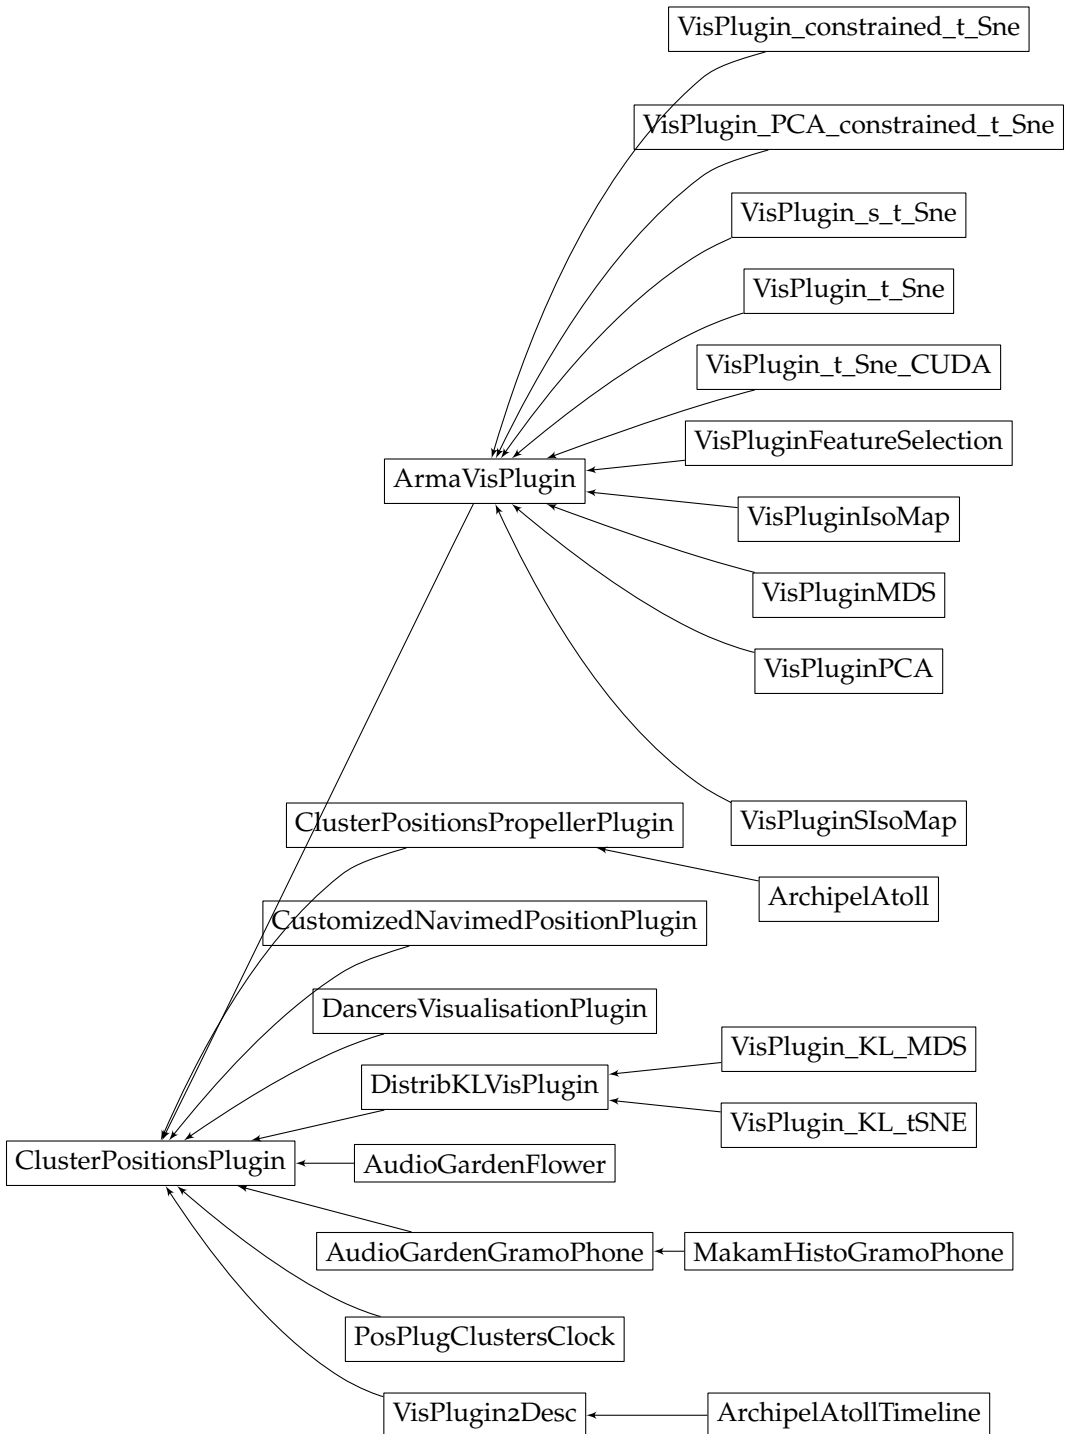 VisPlugin_constrained_t_Sne
VisPlugin_PCA_constrained_t_Sne
VisPlugin_s_t_Sne
VisPlugin_t_Sne
VisPlugin_t_Sne_CUDA
VisPluginFeatureSelection
ArmaVisPlugin
VisPluginIsoMap
VisPluginMDS
VisPluginPCA
ClusterPositionsPropellerPlugin
VisPluginSIsoMap
ArchipelAtoll
CustomizedNavimedPositionPlugin
DancersVisualisationPlugin
VisPlugin_KL_MDS
DistribKLVisPlugin
VisPlugin_KL_tSNE
ClusterPositionsPlugin
AudioGardenFlower
AudioGardenGramoPhone
MakamHistoGramoPhone
PosPlugClustersClock
VisPlugin2Desc
ArchipelAtollTimeline